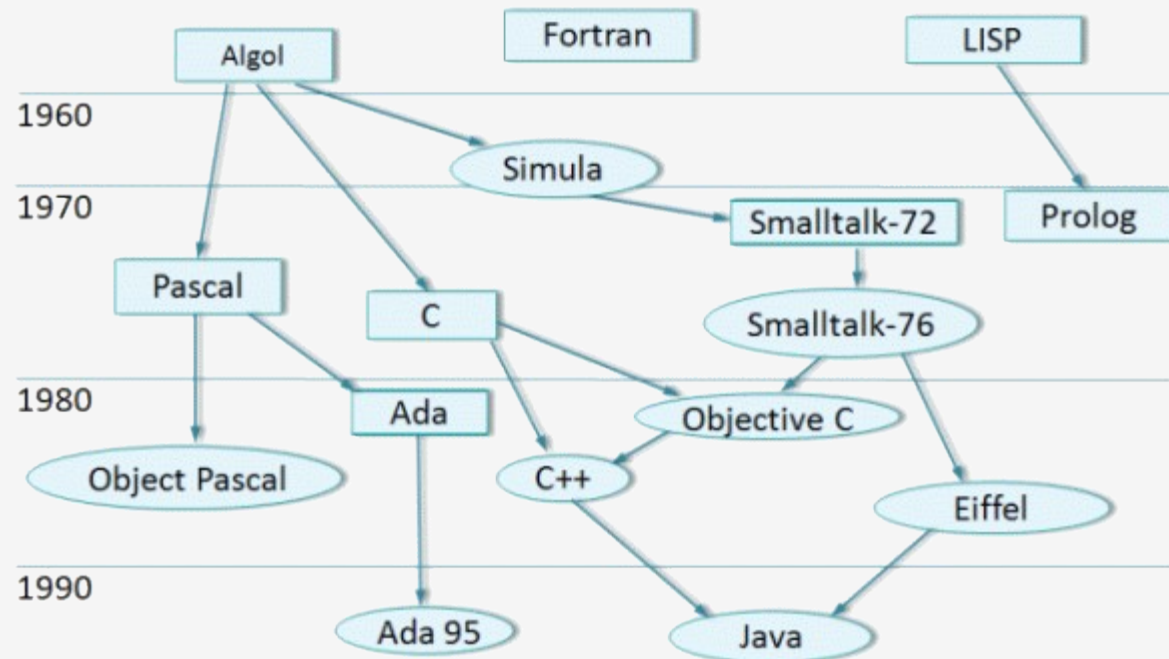 Algol
Fortran
LISP
1960
Simula
1970
Smalltalk-72
Prolog
Pascal
C
Smalltalk-76
1980
Ada
Objective C
Object Pascal
C++
Eiffel
1990
Ada 95
Java